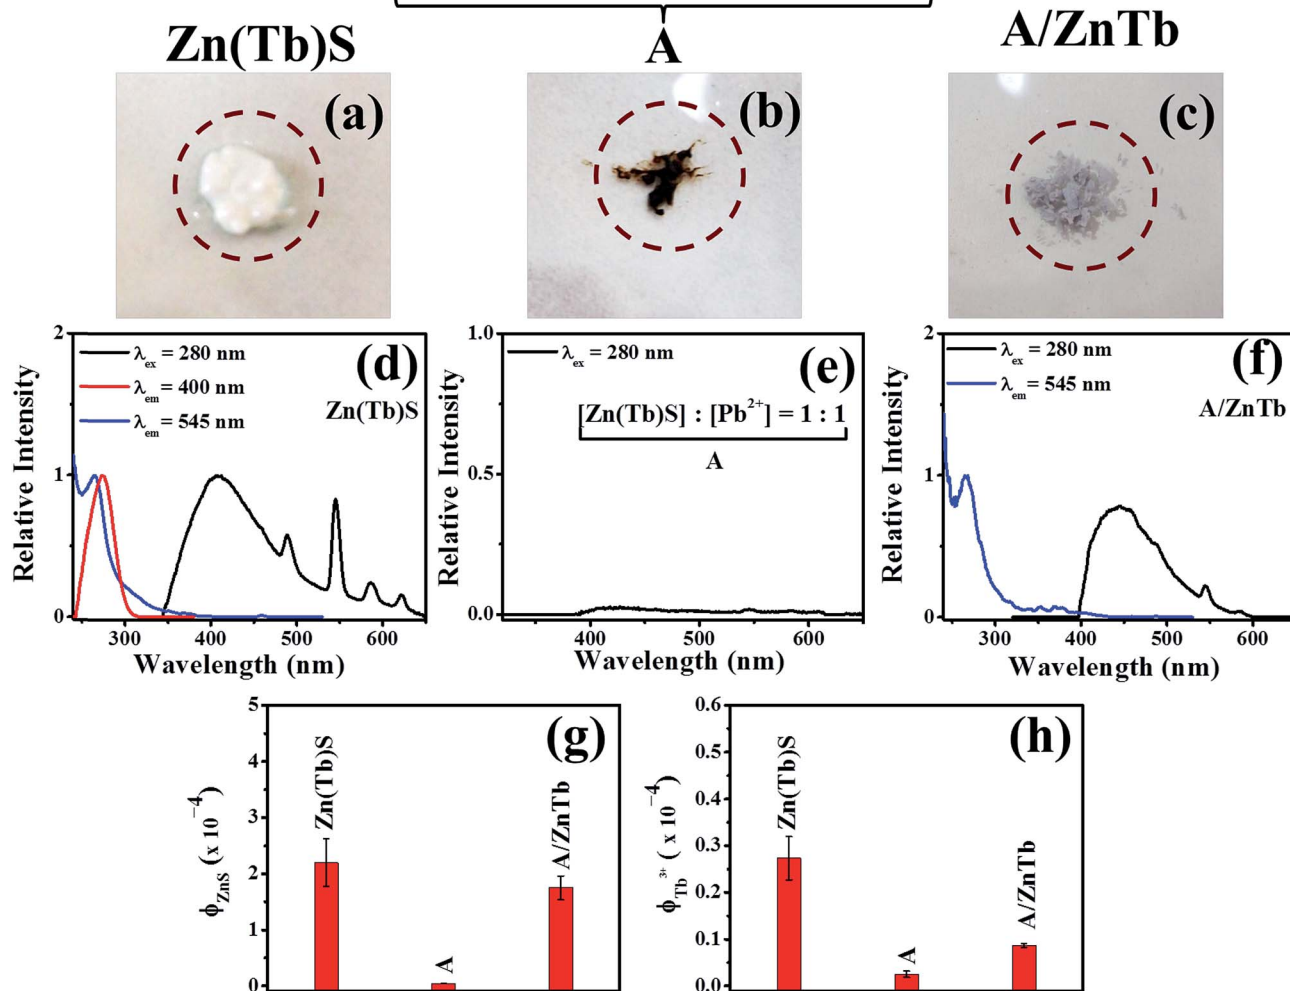 Zn(Tb)S
A
A/ZnTb
(a)
(b)
(c)
2
1
0
Relative Intensity
λex = 280 nm
λem = 400 nm
λem = 545 nm
(d)
Zn(Tb)S
300 400 500 600
Wavelength (nm)
1.0
0.5
0.0
Relative Intensity
λex = 280 nm
(e)
[Zn(Tb)S] : [Pb2+] = 1 : 1
A
400 500 600
Wavelength (nm)
2
1
0
Relative Intensity
λex = 280 nm
λem = 545 nm
(f)
A/ZnTb
300 400 500 600
Wavelength (nm)
5
4
3
2
1
0
ϕZnS (x 10−4)
Zn(Tb)S
A
A/ZnTb
(g)
0.6
0.5
0.4
0.3
0.2
0.1
0.0
ϕTb3+ ( x 10−4)
Zn(Tb)S
A
A/ZnTb
(h)